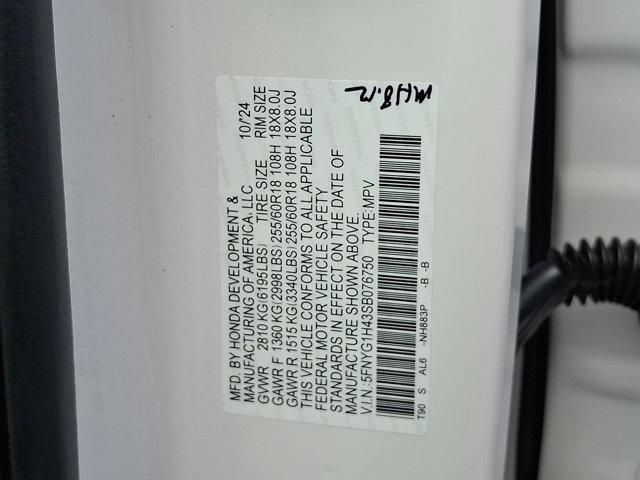 MFD. BY HONDA DEVELOPMENT &
MANUFACTURING OF AMERICA, LLC 10/'24
GVWR 2810 KG(6195LBS) TIRE SIZE RIM SIZE
GAWR F 1360 KG(2998LBS) 255/60R18 108H 18X8.0J
GAWR R 1515 KG(3340LBS) 255/60R18 108H 18X8.0J
THIS VEHICLE CONFORMS TO ALL APPLICABLE
FEDERAL MOTOR VEHICLE SAFETY
STANDARDS IN EFFECT ON THE DATE OF
MANUFACTURE SHOWN ABOVE.
V.I.N.:5FNYG1H43SB076750 TYPE:MPV
T90 S AL6 -NH883P -B -B